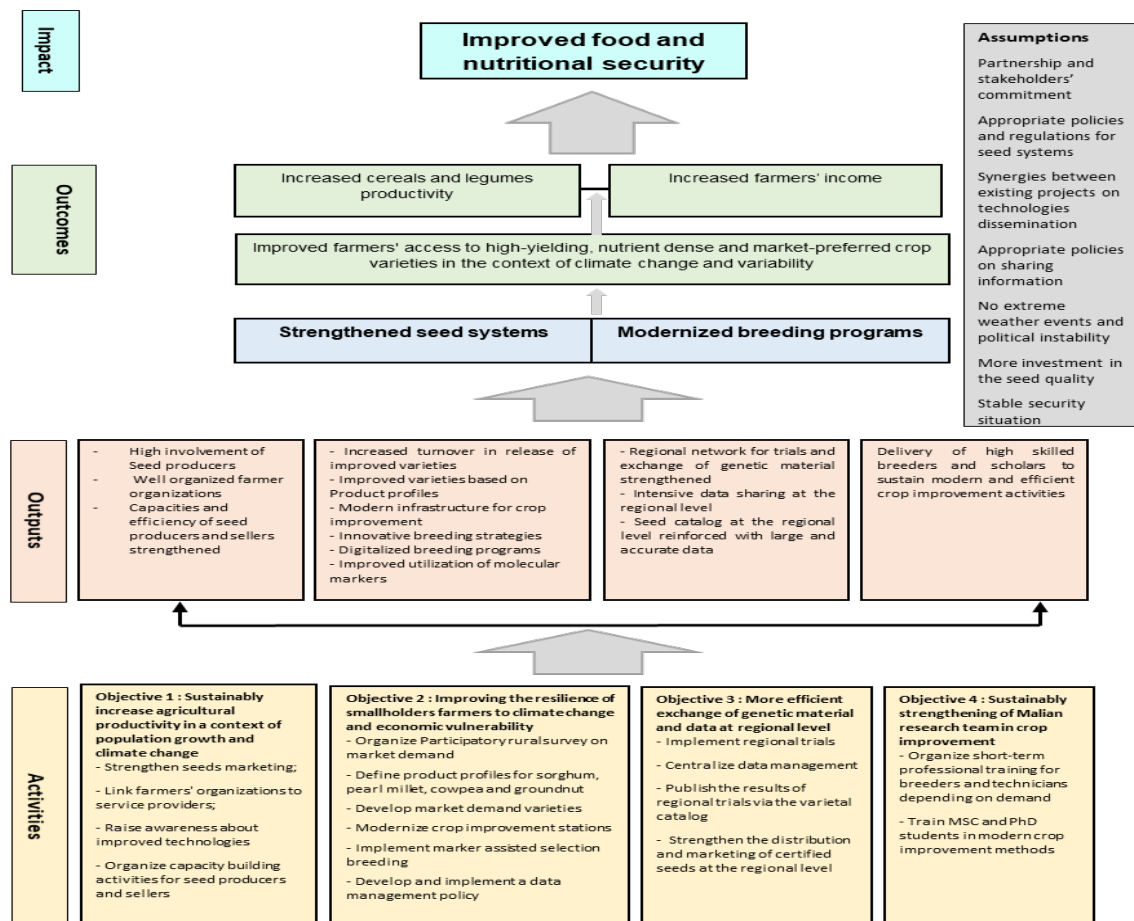 Impact
Improved food and
nutritional security
Assumptions
Partnership and
stakeholders'
commitment
Appropriate policies
and regulations for
seed systems
Synergies between
existing projects on
technologies
dissemination
Appropriate policies
on sharing
information
No extreme
weather events and
political instability
More investment in
the seed quality
Stable security
situation
Outcomes
Increased cereals and legumes
productivity
Increased farmers' income
Improved farmers' access to high-yielding, nutrient dense and market-preferred crop
varieties in the context of climate change and variability
Strengthened seed systems
Modernized breeding programs
Outputs
- High involvement of
Seed producers
- Well organized farmer
organizations
- Capacities and
efficiency of seed
producers and sellers
strengthened
- Increased turnover in release of
improved varieties
- Improved varieties based on
Product profiles
- Modern infrastructure for crop
improvement
- Innovative breeding strategies
- Digitalized breeding programs
- Improved utilization of molecular
markers
- Regional network for trials and
exchange of genetic material
strengthened
- Intensive data sharing at the
regional level
- Seed catalog at the regional
level reinforced with large and
accurate data
Delivery of high skilled
breeders and scholars to
sustain modern and efficient
crop improvement activities
Activities
Objective 1 : Sustainably
increase agricultural
productivity in a context of
population growth and
climate change
- Strengthen seeds marketing;
- Link farmers' organizations to
service providers;
- Raise awareness about
improved technologies
- Organize capacity building
activities for seed producers
and sellers
Objective 2 : Improving the resilience of
smallholders farmers to climate change
and economic vulnerability
- Organize Participatory rural survey on
market demand
- Define product profiles for sorghum,
pearl millet, cowpea and groundnut
- Develop market demand varieties
- Modernize crop improvement stations
- Implement marker assisted selection
breeding
- Develop and implement a data
management policy
Objective 3 : More efficient
exchange of genetic material
and data at regional level
- Implement regional trials
- Centralize data management
- Publish the results of
regional trials via the varietal
catalog
- Strengthen the distribution
and marketing of certified
seeds at the regional level
Objective 4 : Sustainably
strengthening of Malian
research team in crop
improvement
- Organize short-term
professional training for
breeders and technicians
depending on demand
- Train MSC and PhD
students in modern crop
improvement methods